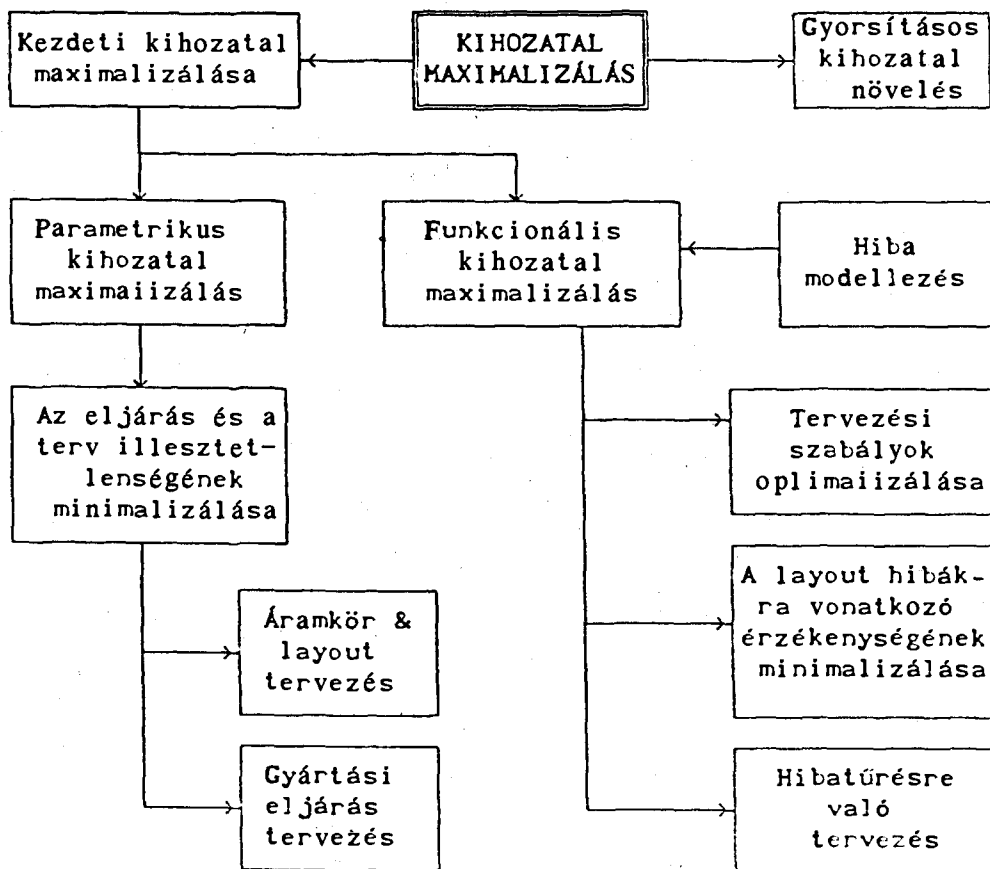 Kezdeti kihozatal
maximalizálása
KIHOZATAL
MAXIMALIZÁLÁS
Gyorsításos
kihozatal
növelés
Parametrikus
kihozatal
maximaiizálás
Funkcionális
kihozatal
maximalizálás
Hiba
modellezés
Az eljárás és a
terv illesztet-
lenségének
minimalizálása
Tervezési
szabályok
oplimaiizálása
A layout hibák-
ra vonatkozó
érzékenységének
minimalizálása
Áramkör &
layout
tervezés
Gyártási
eljárás
tervezés
Hibatűrésre
való
tervezés